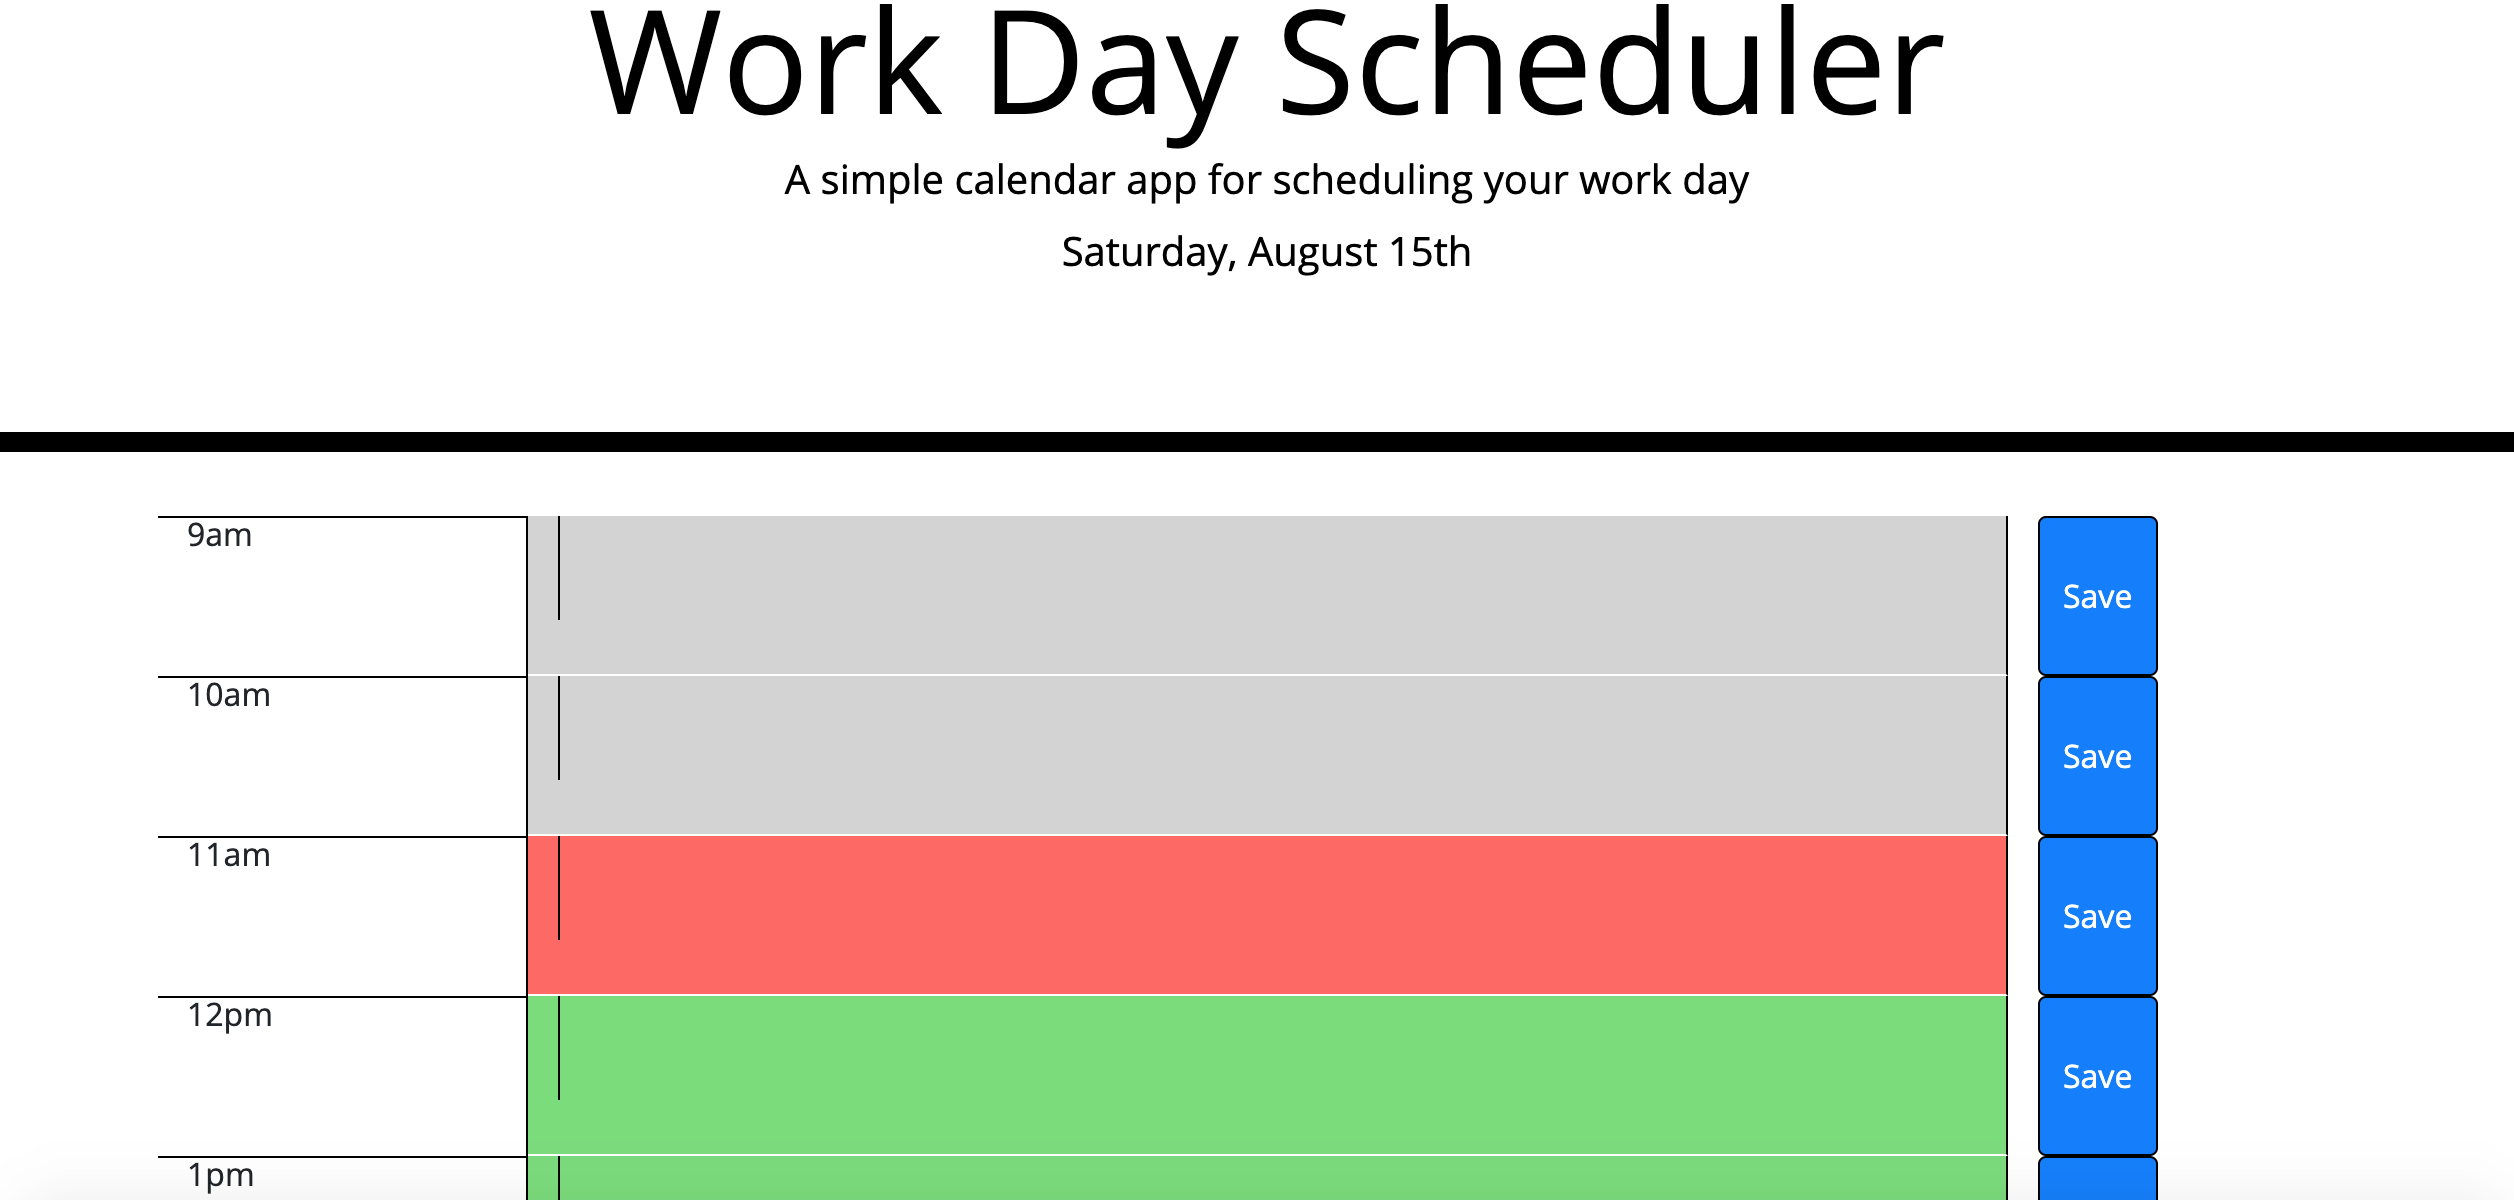 Work Day Scheduler
A simple calendar app for scheduling your work day
Saturday, August 15th
9am
Save
10am
Save
11am
Save
12pm
Save
1pm